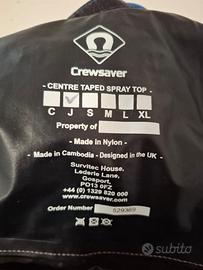 Crewsaver
- CENTRE TAPED SPRAY TOP -
C J S M L XL
Property of
- Made in Nylon -
- Made in Cambodia - Designed in the UK -
Survitec House,
Lederle Lane,
Gosport,
PO13 0FZ
+44 (0) 1329 820 000
www.crewsaver.com
Order Number 529369
subito